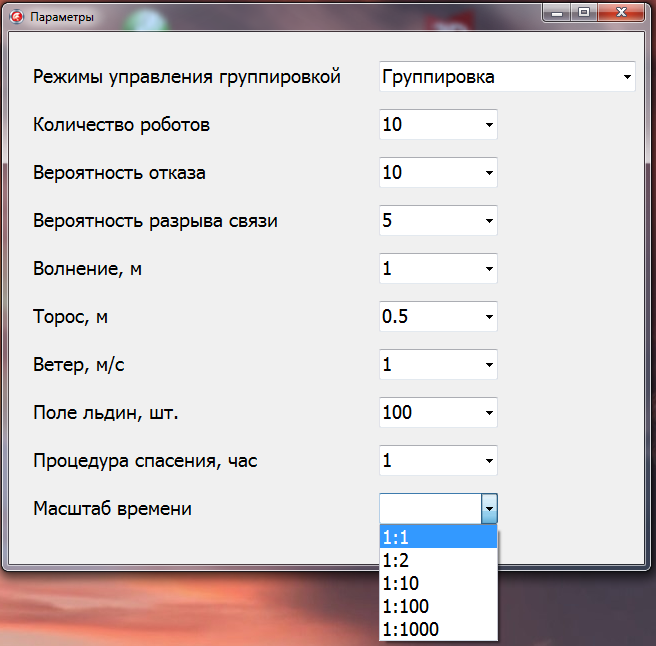 Параметры
Режимы управления группировкой Группировка
Количество роботов 10
Вероятность отказа 10
Вероятность разрыва связи 5
Волнение, м 1
Торос, м 0.5
Ветер, м/с 1
Поле льдин, шт. 100
Процедура спасения, час 1
Масштаб времени
1:1
1:2
1:10
1:100
1:1000